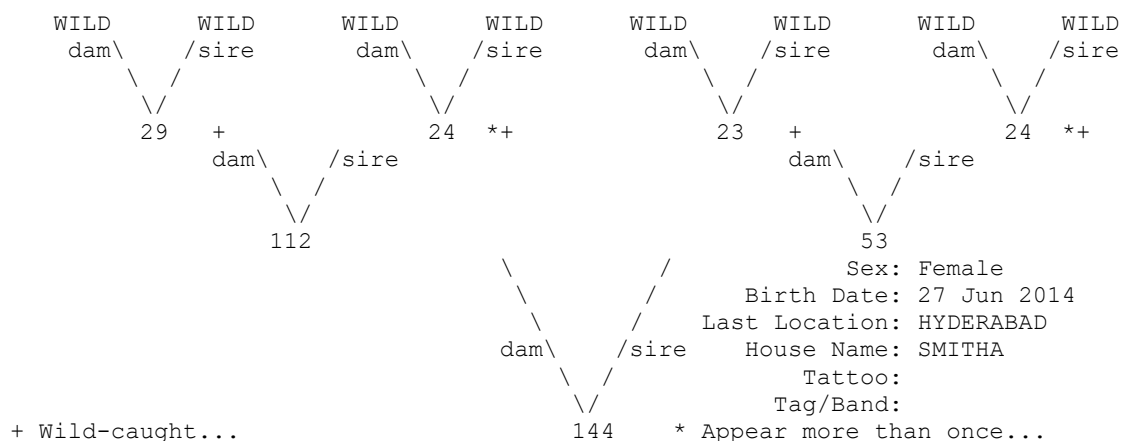 WILD WILD WILD WILD WILD WILD WILD WILD
dam\ /sire dam\ /sire dam\ /sire dam\ /sire
\ / \ / \ / \ /
\/ \/ \/ \/
29 + 24 *+ 23 + 24 *+
dam\ /sire dam\ /sire
\ / \ /
\/ \/
112 53
\ / Sex: Female
\ / Birth Date: 27 Jun 2014
\ / Last Location: HYDERABAD
dam\ /sire House Name: SMITHA
\ / Tattoo:
\/ Tag/Band:
+ Wild-caught... 144 * Appear more than once...